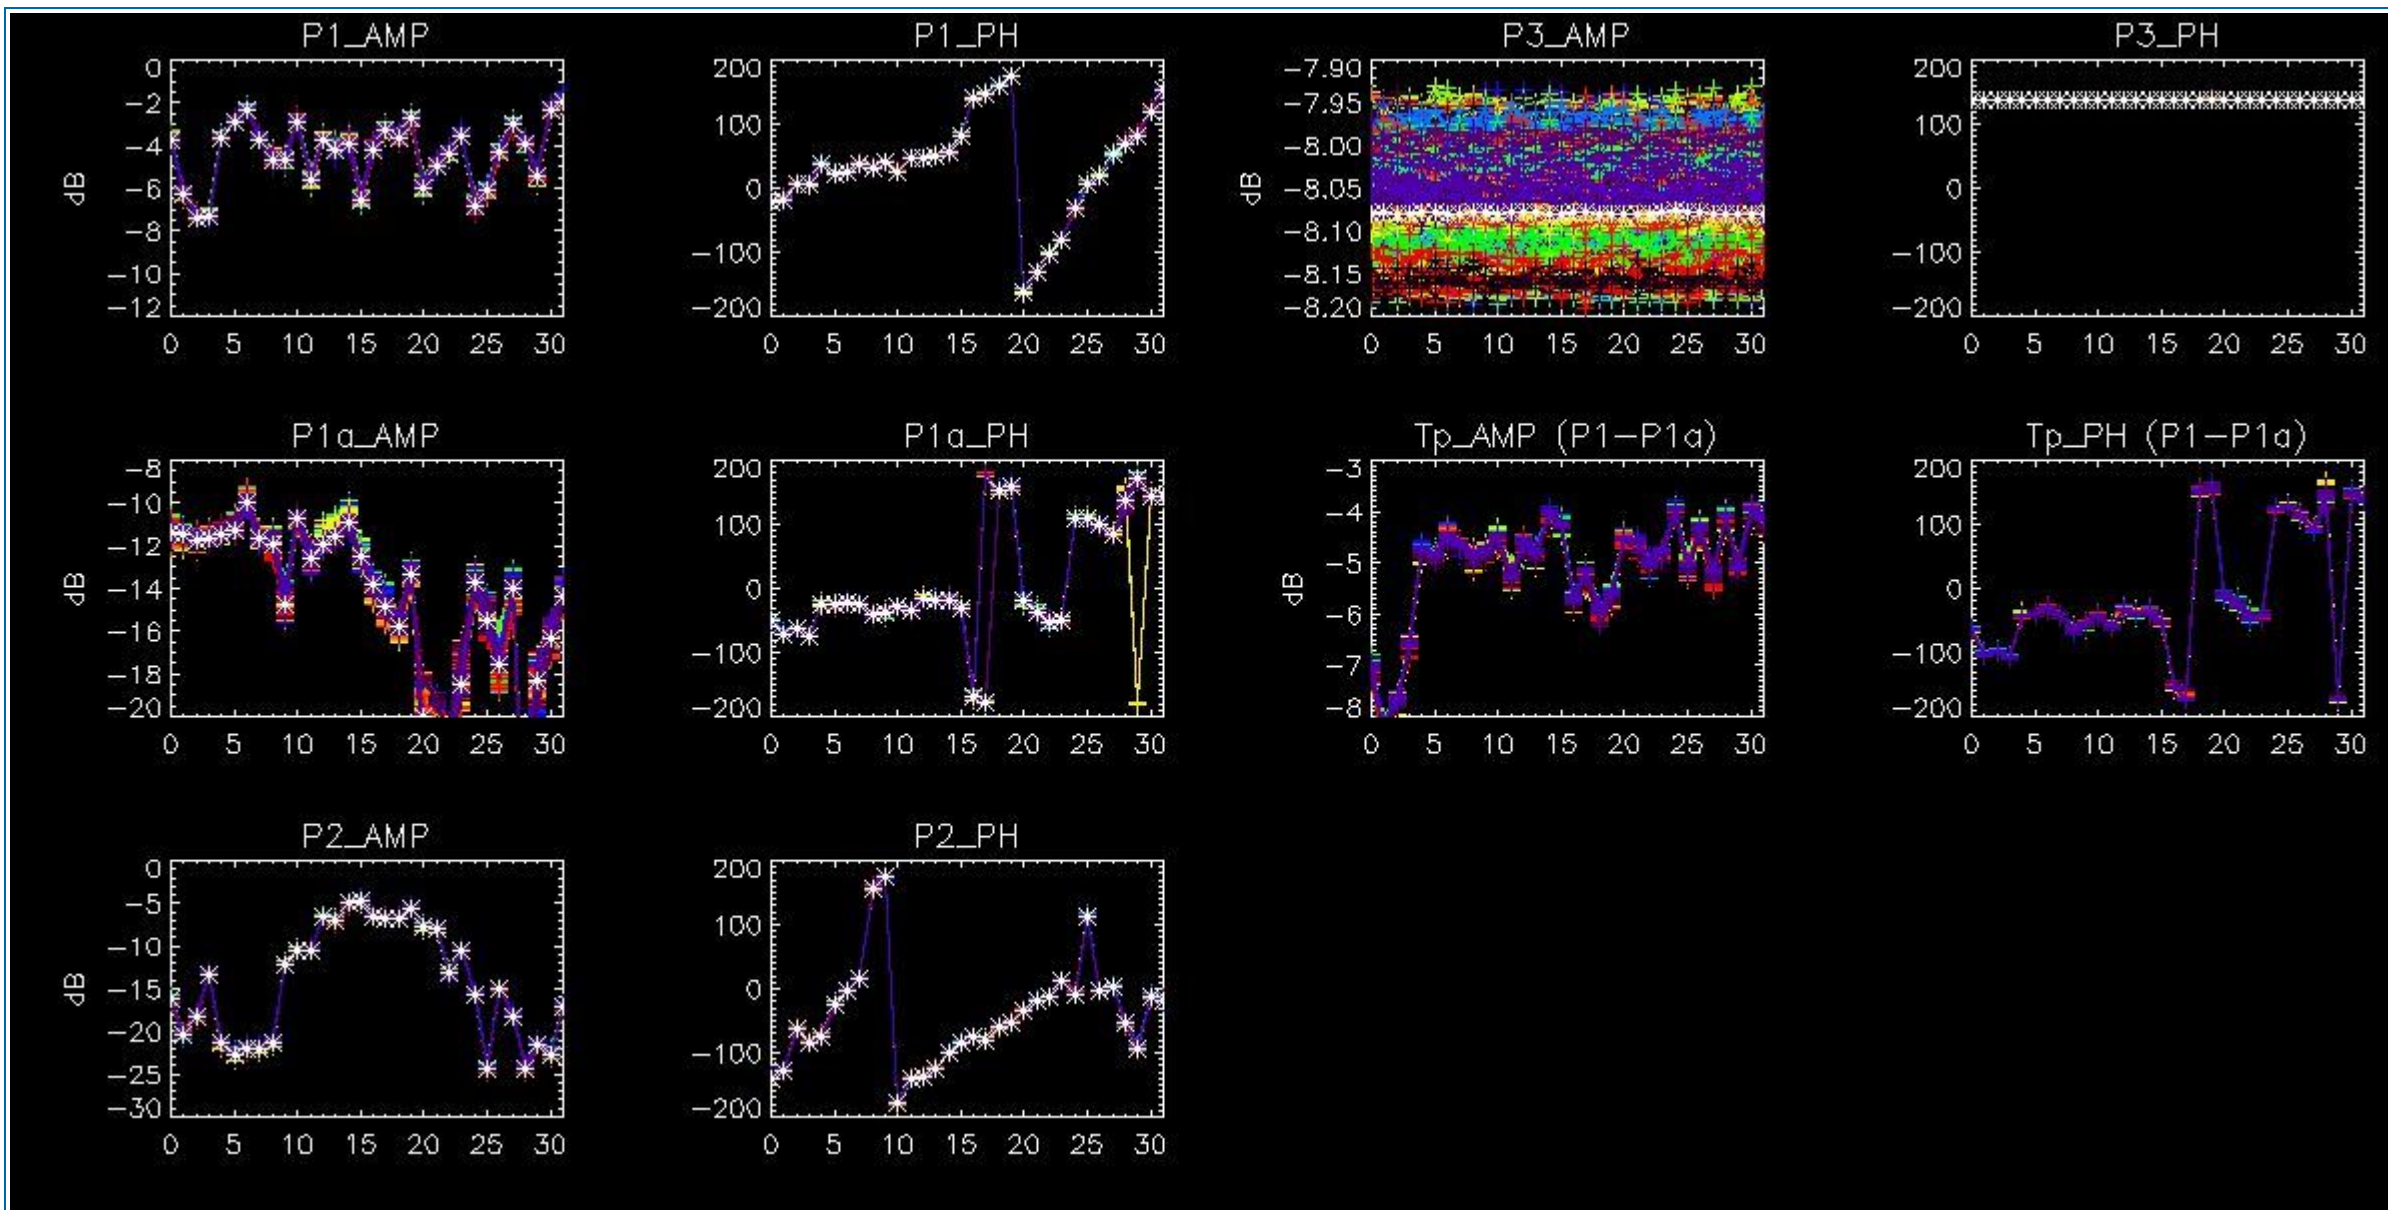 P1_AMP P1_PH P3_AMP P3_PH
0 200 -7.90 200
-2 -7.95
-4 100 -8.00 100
dB -6 0 dB -8.05 0
-8 -8.10
-10 -100 -8.15 -100
-12 -200 -8.20 -200
0 5 10 15 20 25 30 0 5 10 15 20 25 30 0 5 10 15 20 25 30 0 5 10 15 20 25 30
P1a_AMP P1a_PH Tp_AMP (P1-P1a) Tp_PH (P1-P1a)
-8 200 -3 200
-10 100 -4 100
-12
dB -14 0 dB -5 0
-16 -6
-18 -100 -7 -100
-20 -200 -8 -200
0 5 10 15 20 25 30 0 5 10 15 20 25 30 0 5 10 15 20 25 30 0 5 10 15 20 25 30
P2_AMP P2_PH
0 200
-5 100
-10
dB -15 0
-20 -100
-25
-30 -200
0 5 10 15 20 25 30 0 5 10 15 20 25 30